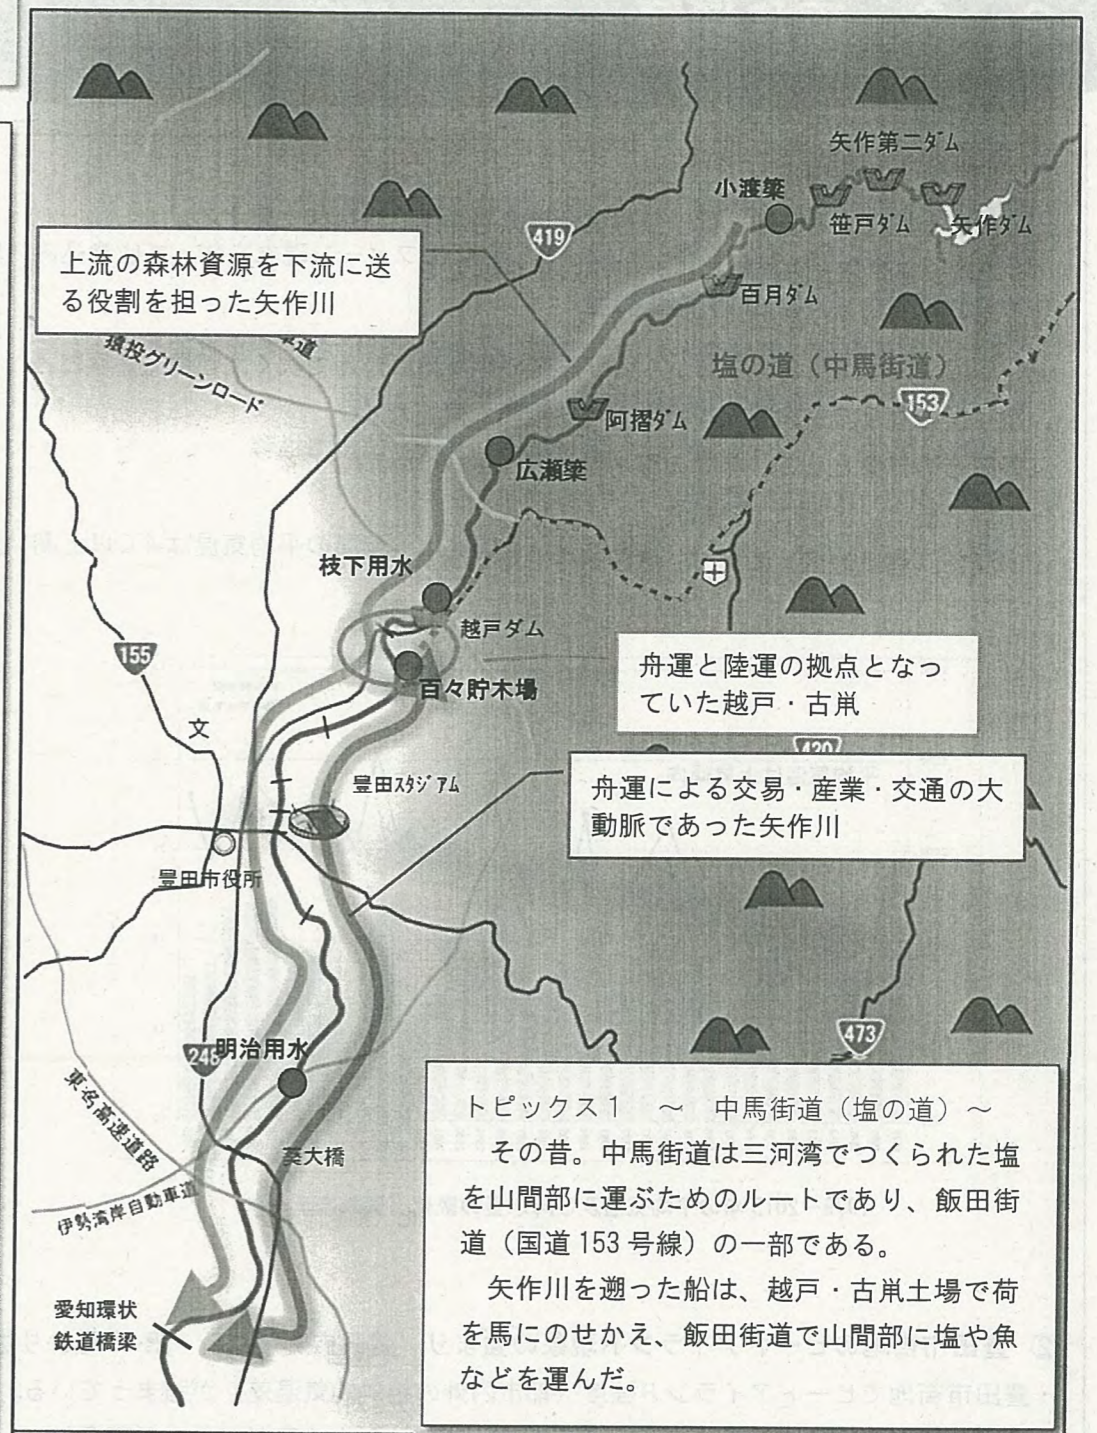 矢作第二ダム
小渡簗
笹戸ダム
矢作ダム
419
上流の森林資源を下流に送
る役割を担った矢作川
百月ダム
猿投グリーンロード
車道
塩の道（中馬街道）
153
阿摺ダム
広瀬簗
枝下用水
越戸ダム
155
百々貯木場
舟運と陸運の拠点となっ
ていた越戸・古鼡
文
420
豊田スタジアム
舟運による交易・産業・交通の大
動脈であった矢作川
豊田市役所
473
248
明治用水
東名高速道路
葵大橋
伊勢湾岸自動車道
愛知環状
鉄道橋梁
トピックス1　～　中馬街道（塩の道）～
その昔。中馬街道は三河湾でつくられた塩
を山間部に運ぶためのルートであり、飯田街
道（国道153号線）の一部である。
矢作川を遡った船は、越戸・古鼡土場で荷
を馬にのせかえ、飯田街道で山間部に塩や魚
などを運んだ。